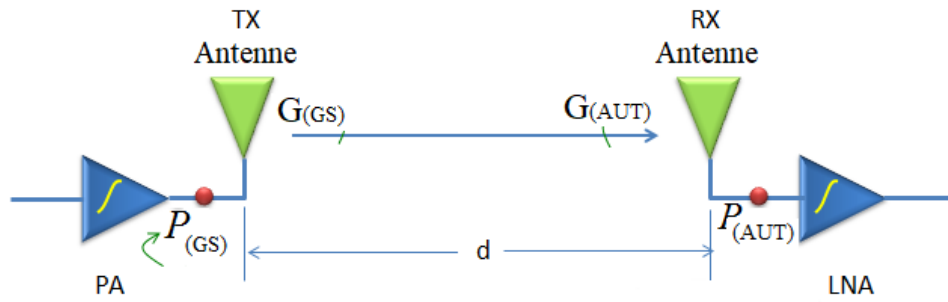 TX
Antenne
RX
Antenne
G(GS)
G(AUT)
P(GS)
P(AUT)
d
PA
LNA